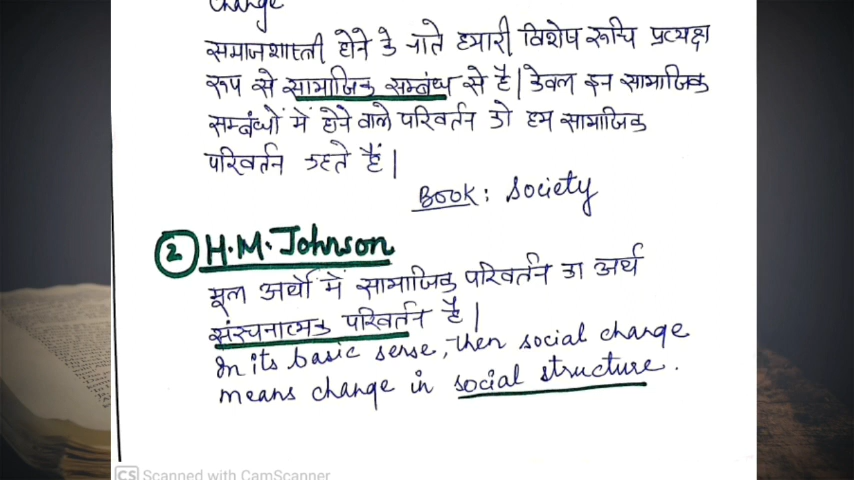 change
समाजशास्त्री होने के नाते हमारी विशेष रूचि प्रत्यक्ष
रूप से सामाजिक सम्बंध से है| केवल इन सामाजिक
सम्बंधों में होने वाले परिवर्तन को हम सामाजिक
परिवर्तन कहते हैं|
Book: Society
2 H.M. Johnson
मूल अर्थों में सामाजिक परिवर्तन का अर्थ
संरचनात्मक परिवर्तन है|
In its basic sense, then social change
means change in social structure.
CS Scanned with CamScanner